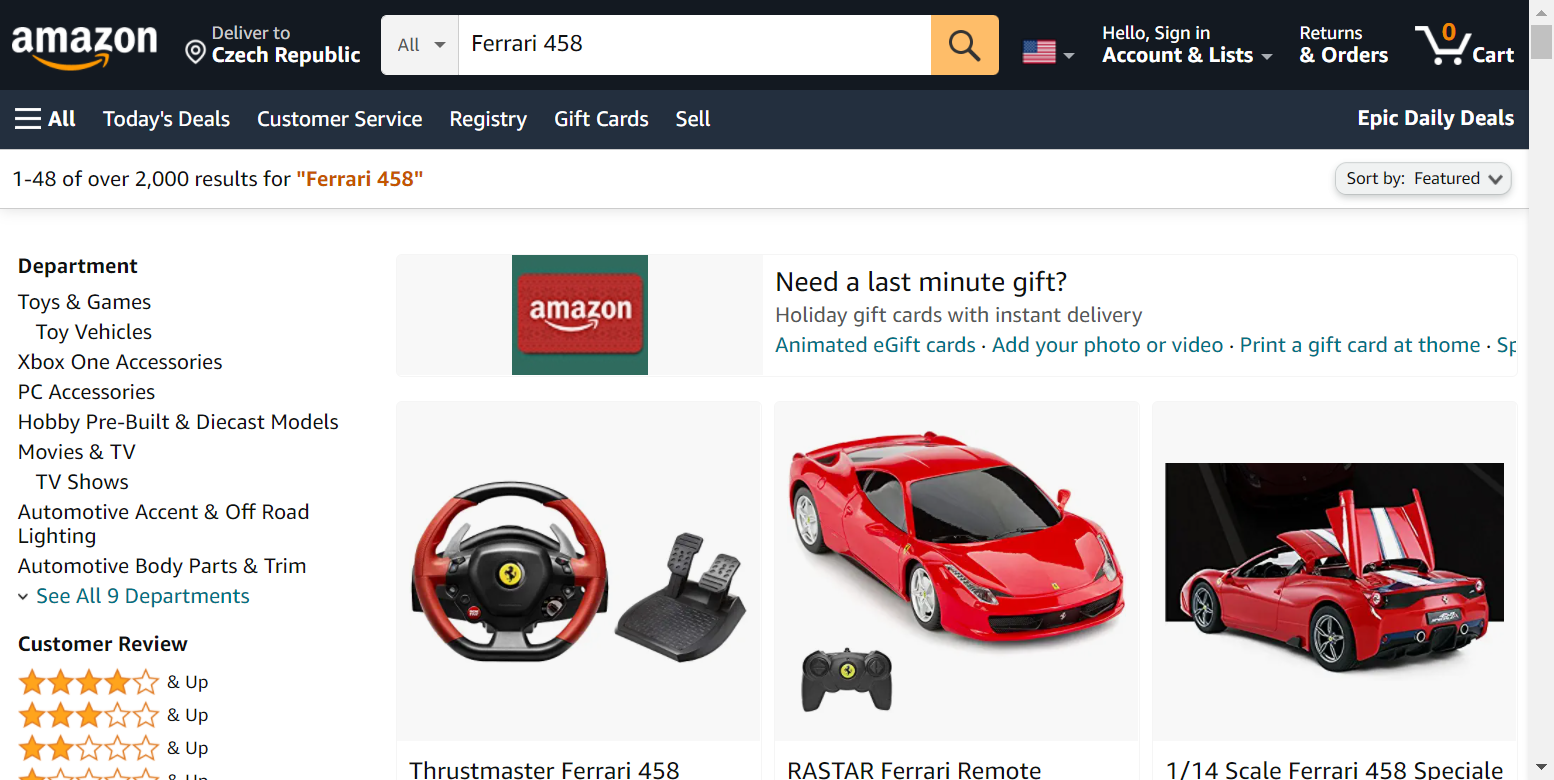 amazon
Deliver to
Czech Republic
All
Ferrari 458
Hello, Sign in
Account & Lists
Returns
& Orders
0
Cart
All
Today's Deals
Customer Service
Registry
Gift Cards
Sell
Epic Daily Deals
1-48 of over 2,000 results for "Ferrari 458"
Sort by: Featured
Department
Toys & Games
Toy Vehicles
Xbox One Accessories
PC Accessories
Hobby Pre-Built & Diecast Models
Movies & TV
TV Shows
Automotive Accent & Off Road
Lighting
Automotive Body Parts & Trim
See All 9 Departments
Customer Review
& Up
& Up
& Up
& Up
amazon
Need a last minute gift?
Holiday gift cards with instant delivery
Animated eGift cards · Add your photo or video · Print a gift card at thome · Sp
Thrustmaster Ferrari 458
RASTAR Ferrari Remote
1/14 Scale Ferrari 458 Speciale